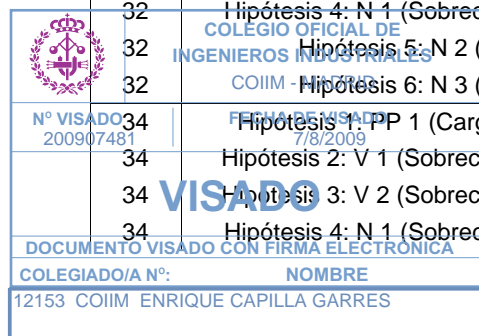 32 Hipótesis 4: N 1 (Sobrec
COLEGIO OFICIAL DE
32 Hipótesis 5: N 2 (
INGENIEROS INDUSTRIALES
32 Hipótesis 6: N 3 (
COIIM - MADRID
Nº VISADO FECHA DE VISADO
34 Hipótesis 1: PP 1 (Carg
200907481 7/8/2009
34 Hipótesis 2: V 1 (Sobrec
34 Hipótesis 3: V 2 (Sobrec
VISADO
34 Hipótesis 4: N 1 (Sobrec
DOCUMENTO VISADO CON FIRMA ELECTRÓNICA
COLEGIADO/A Nº: NOMBRE
12153 COIIM ENRIQUE CAPILLA GARRES